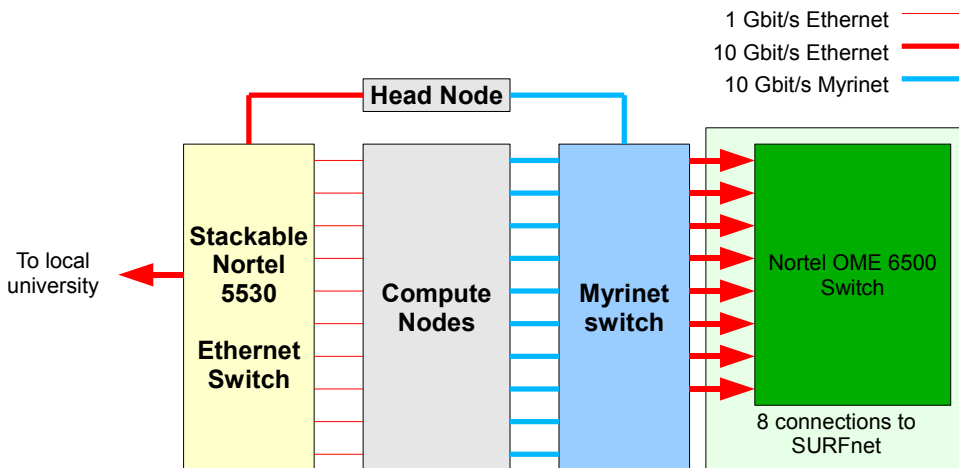 1 Gbit/s Ethernet
10 Gbit/s Ethernet
10 Gbit/s Myrinet
Head Node
To local
university
Stackable
Nortel
5530
Ethernet
Switch
Compute
Nodes
Myrinet
switch
Nortel OME 6500
Switch
8 connections to
SURFnet